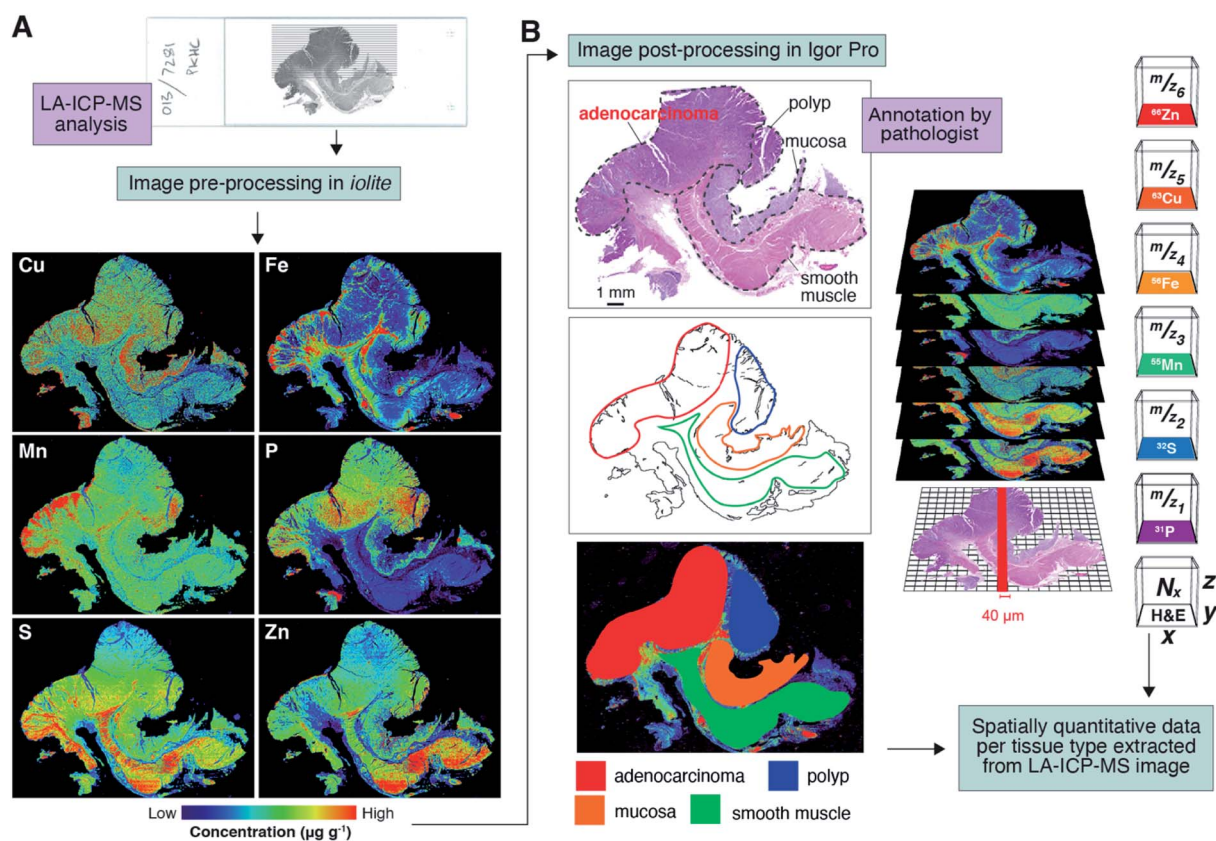 A
013/7281
PKHC
LA-ICP-MS
analysis
Image pre-processing in iolite
Cu
Fe
Mn
P
S
Zn
Low
High
Concentration (µg g⁻¹)
B
Image post-processing in Igor Pro
adenocarcinoma
polyp
mucosa
smooth
muscle
1 mm
Annotation by
pathologist
adenocarcinoma
polyp
mucosa
smooth muscle
40 µm
m/z₆
⁶⁶Zn
m/z₅
⁶³Cu
m/z₄
⁵⁶Fe
m/z₃
⁵⁵Mn
m/z₂
³²S
m/z₁
³¹P
Nₓ
H&E
z
y
x
Spatially quantitative data
per tissue type extracted
from LA-ICP-MS image